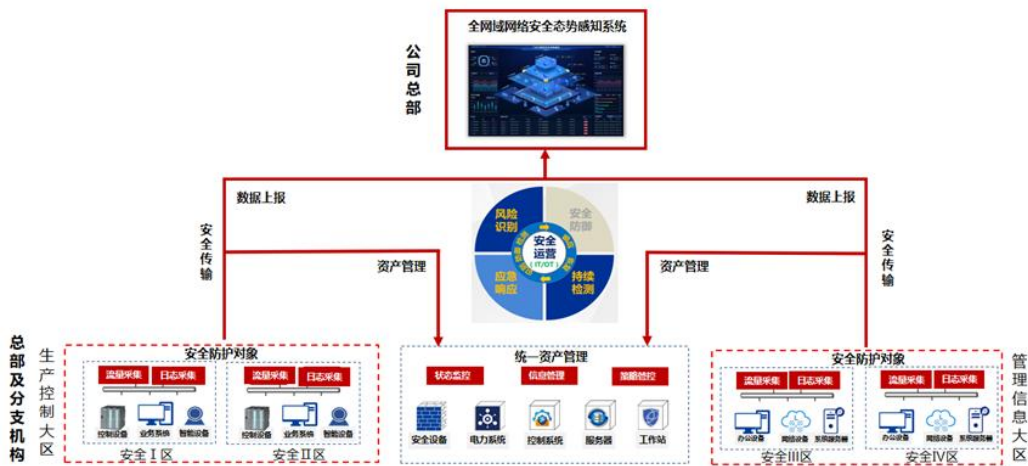 全网域网络安全态势感知系统
公司总部
数据上报
数据上报
安全传输
安全传输
风险识别
安全防御
安全运营
(IT/OT)
应急响应
持续检测
资产管理
资产管理
总部及分支机构
生产控制大区
安全防护对象
流量采集 日志采集
流量采集 日志采集
控制设备 业务系统 智能设备
控制设备 业务系统 智能设备
安全Ⅰ区
安全Ⅱ区
统一资产管理
状态监控 信息管理 策略管控
安全设备 电力系统 控制系统 服务器 工作站
安全防护对象
流量采集 日志采集
流量采集 日志采集
办公设备 网络设备 系统服务器
办公设备 网络设备 系统服务器
安全Ⅲ区
安全Ⅳ区
管理信息大区